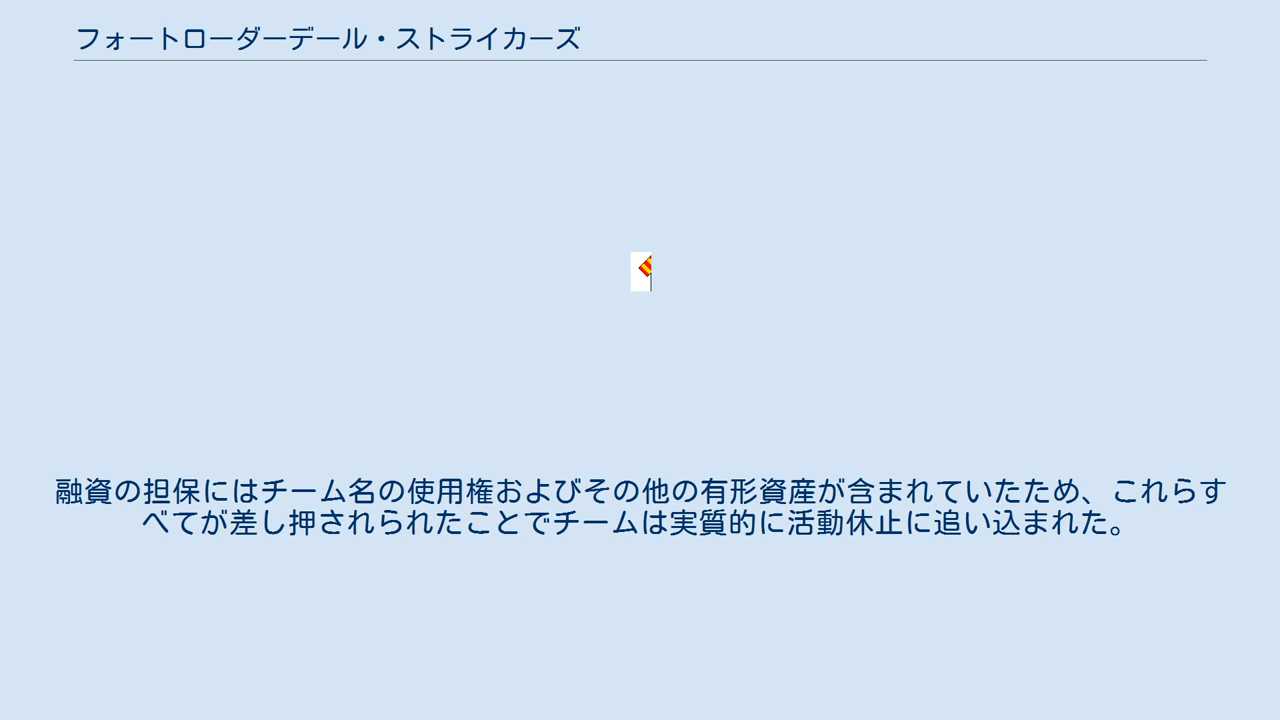 フォートローダーデール・ストライカーズ
融資の担保にはチーム名の使用権およびその他の有形資産が含まれていたため、これらす
べてが差し押されられたことでチームは実質的に活動休止に追い込まれた。